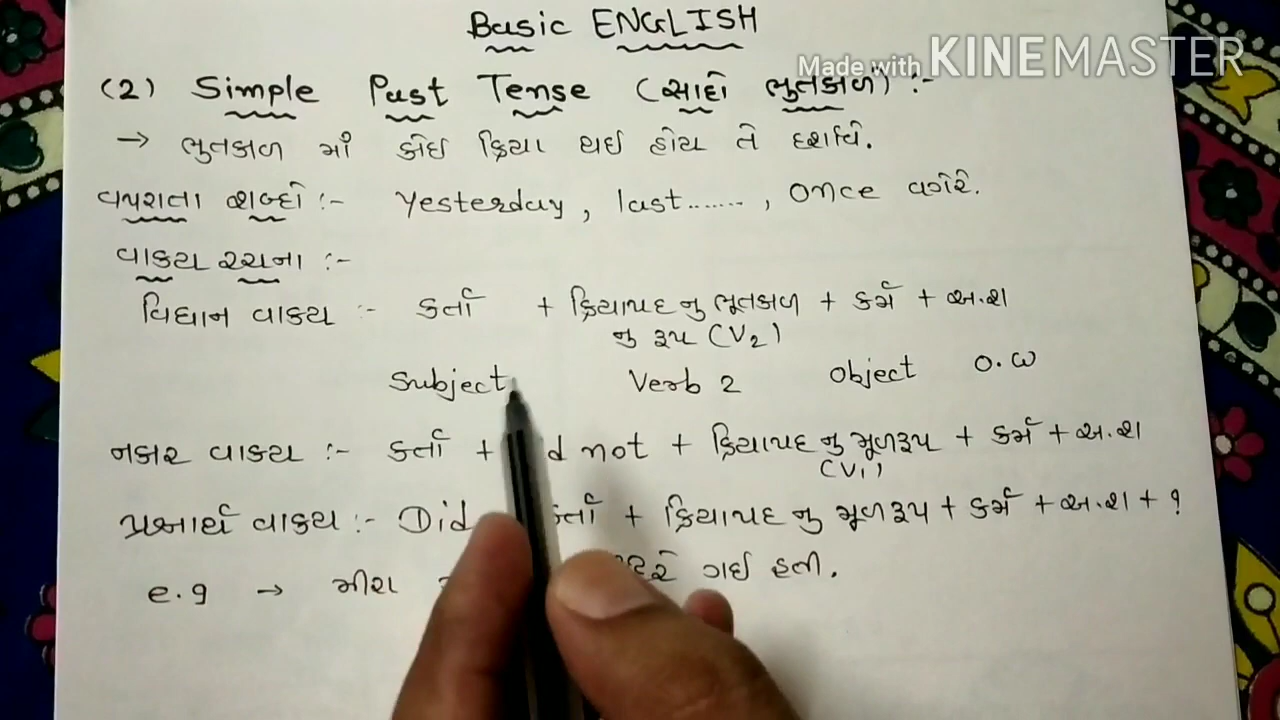 Basic ENGLISH
Made with KINEMASTER
(2) Simple Past Tense (સાદો ભુતકાળ) :-
→ ભુતકાળ માં કોઈ ક્રિયા થઈ હોય તે દર્શાવે.
વપરાતા શબ્દો :- Yesterday, last......., Once વગેરે.
વાક્ય રચના :-
વિધાન વાક્ય :- કર્તા + ક્રિયાપદ નુ ભૂતકાળ + કર્મ + અ.શ
નુ રૂપ (V2)
Subject Verb 2 Object O.W
નકાર વાક્ય :- કર્તા + not + ક્રિયાપદ નુ મૂળરૂપ + કર્મ + અ.શ
(V1)
પ્રશ્નાર્થ વાક્ય :- Did + ક્રિયાપદ નુ મૂળરૂપ + કર્મ + અ.શ + ?
e.g → મીરા ગઈ હતી.